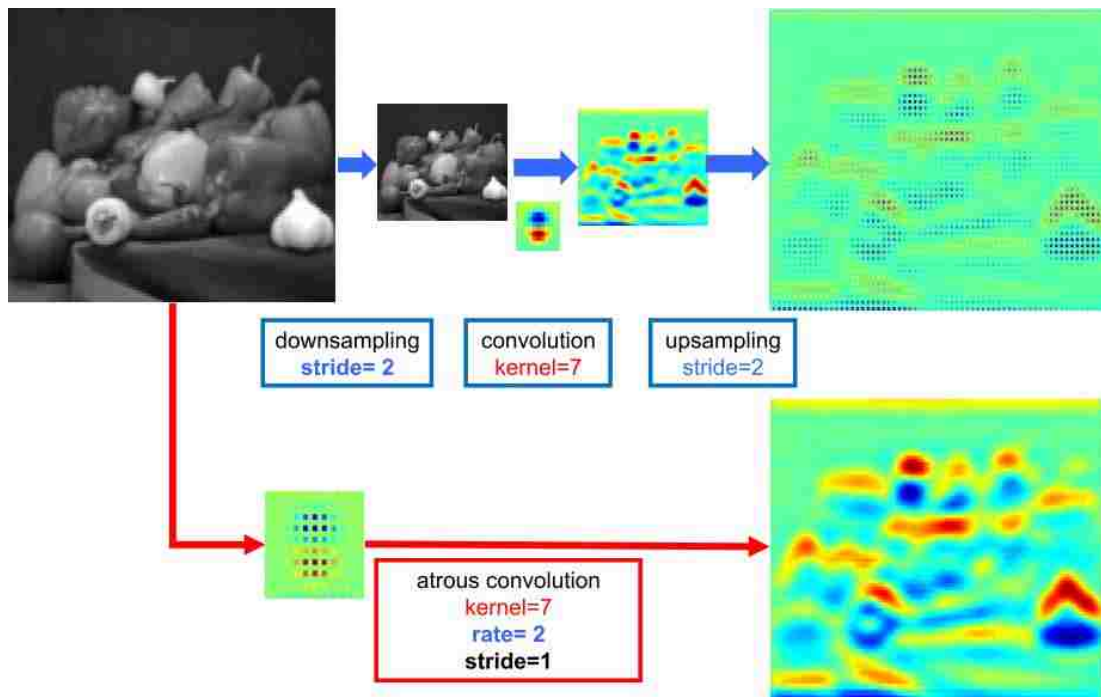 downsampling
stride= 2
convolution
kernel=7
upsampling
stride=2
atrous convolution
kernel=7
rate= 2
stride=1